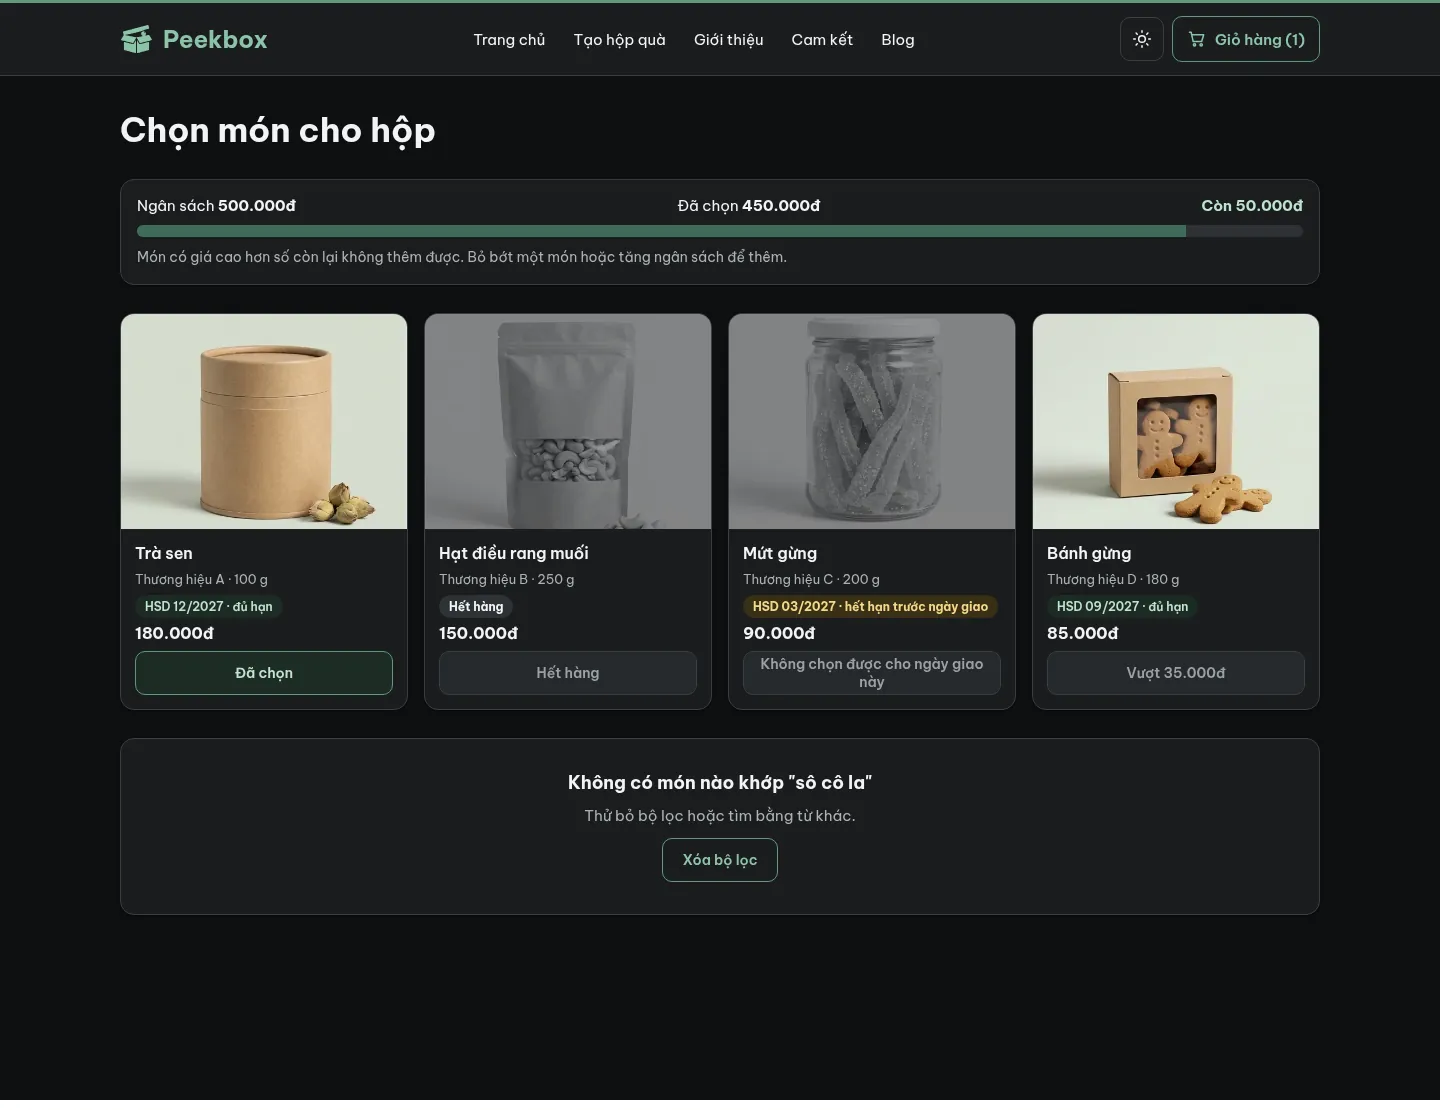 Peekbox
Trang chủ
Tạo hộp quà
Giới thiệu
Cam kết
Blog
Giỏ hàng (1)
Chọn món cho hộp
Ngân sách 500.000đ
Đã chọn 450.000đ
Còn 50.000đ
Món có giá cao hơn số còn lại không thêm được. Bỏ bớt một món hoặc tăng ngân sách để thêm.
Trà sen
Thương hiệu A · 100 g
HSD 12/2027 · đủ hạn
180.000đ
Đã chọn
Hạt điều rang muối
Thương hiệu B · 250 g
Hết hàng
150.000đ
Hết hàng
Mứt gừng
Thương hiệu C · 200 g
HSD 03/2027 · hết hạn trước ngày giao
90.000đ
Không chọn được cho ngày giao
này
Bánh gừng
Thương hiệu D · 180 g
HSD 09/2027 · đủ hạn
85.000đ
Vượt 35.000đ
Không có món nào khớp "sô cô la"
Thử bỏ bộ lọc hoặc tìm bằng từ khác.
Xóa bộ lọc